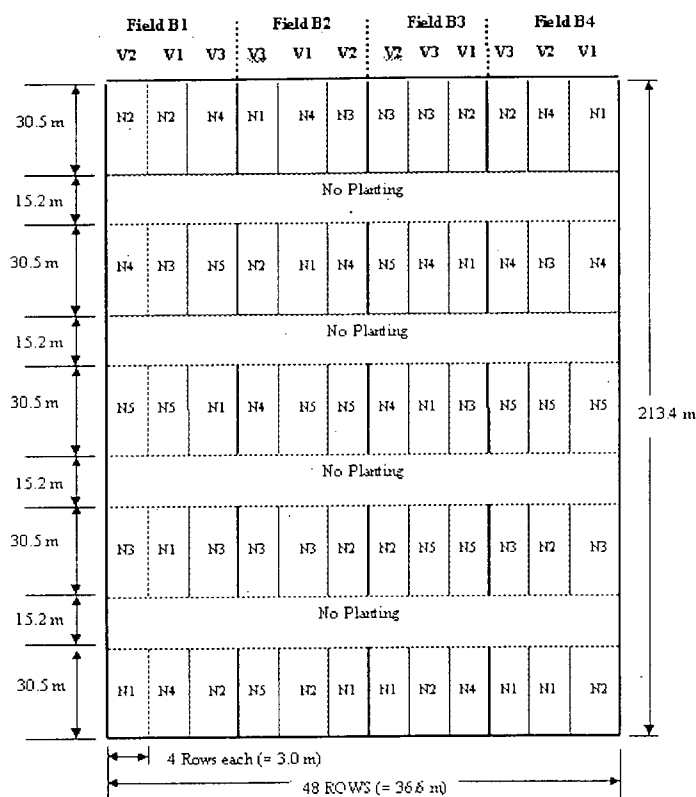 Field B1 Field B2 Field B3 Field B4
V2 V1 V3 V3 V1 V2 V2 V3 V1 V3 V2 V1
30.5 m N2 N2 N4 N1 N4 N3 N3 N3 N2 N2 N4 N1
15.2 m No Planting
30.5 m N4 N3 N5 N2 N1 N4 N5 N4 N1 N4 N3 N4
15.2 m No Planting
30.5 m N5 N5 N1 N4 N5 N5 N4 N1 N3 N5 N5 N5 213.4 m
15.2 m No Planting
30.5 m N3 N1 N3 N3 N3 N2 N2 N5 N5 N3 N2 N3
15.2 m No Planting
30.5 m N1 N4 N2 N5 N2 N1 N1 N2 N4 N1 N1 N2
4 Rows each (= 3.0 m)
48 ROWS (= 36.6 m)